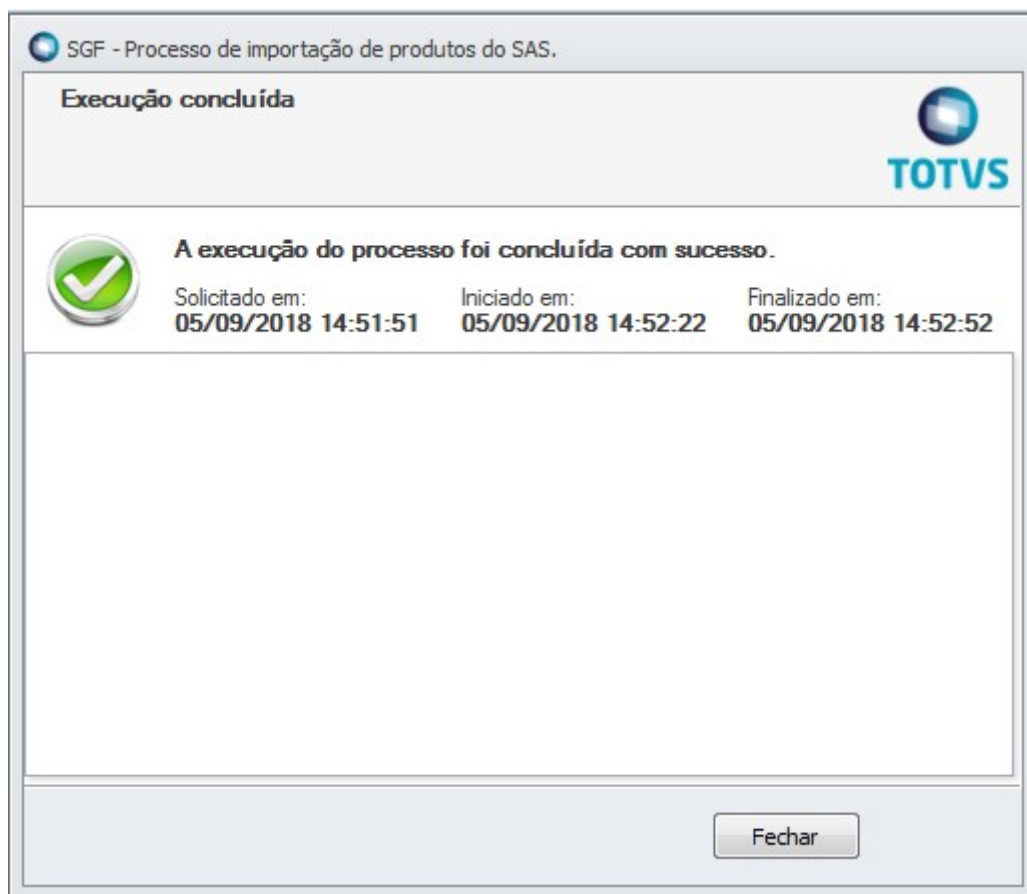 SGF - Processo de importação de produtos do SAS.
Execução concluída
TOTVS
A execução do processo foi concluída com sucesso.
Solicitado em: Iniciado em: Finalizado em:
05/09/2018 14:51:51 05/09/2018 14:52:22 05/09/2018 14:52:52
Fechar